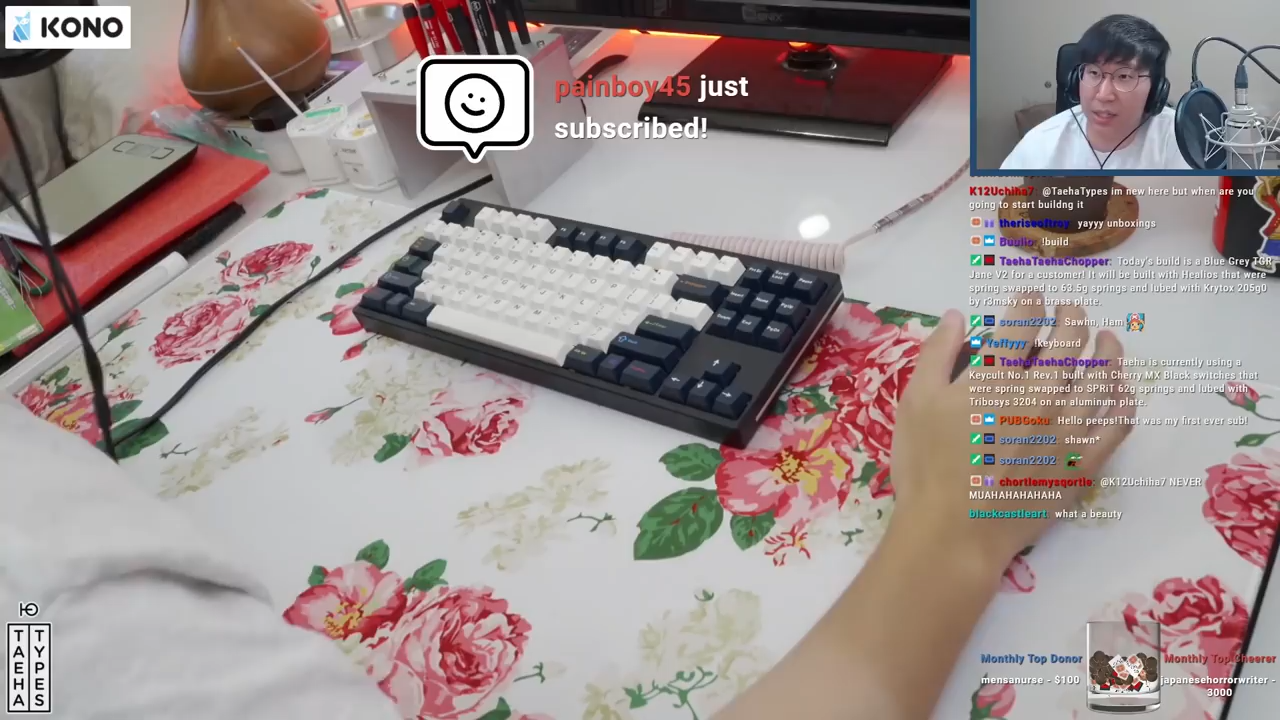 KONO
painboy45 just
subscribed!
K12Uchiha7 @TaehaTypes im new here but when are you
going to start buildng it
theriseoftroy yayyy unboxings
Buulio: !build
TaehaTaehaChopper: Today's build is a Blue Grey TGR
Jane V2 for a customer! It will be built with Healios that were
spring swapped to 63.5g springs and lubed with Krytox 205g0
by r3msky on a brass plate.
soran2202: Sawhn, Ham
Yeffyyy: !keyboard
TaehaTaehaChopper: Taeha is currently using a
Keycult No.1 Rev.1 built with Cherry MX Black switches that
were spring swapped to SPRiT 62g springs and lubed with
Tribosys 3204 on an aluminum plate.
PUBGoku: Hello peeps!That was my first ever sub!
soran2202: shawn*
soran2202:
chortlemysqortle: @K12Uchiha7 NEVER
MUAHAHAHAHAHA
blackcastleart: what a beauty
TAEHA
TYPES
Monthly Top Donor
mensanurse - $100
Monthly Top Cheerer
japanesehorrorwriter -
3000